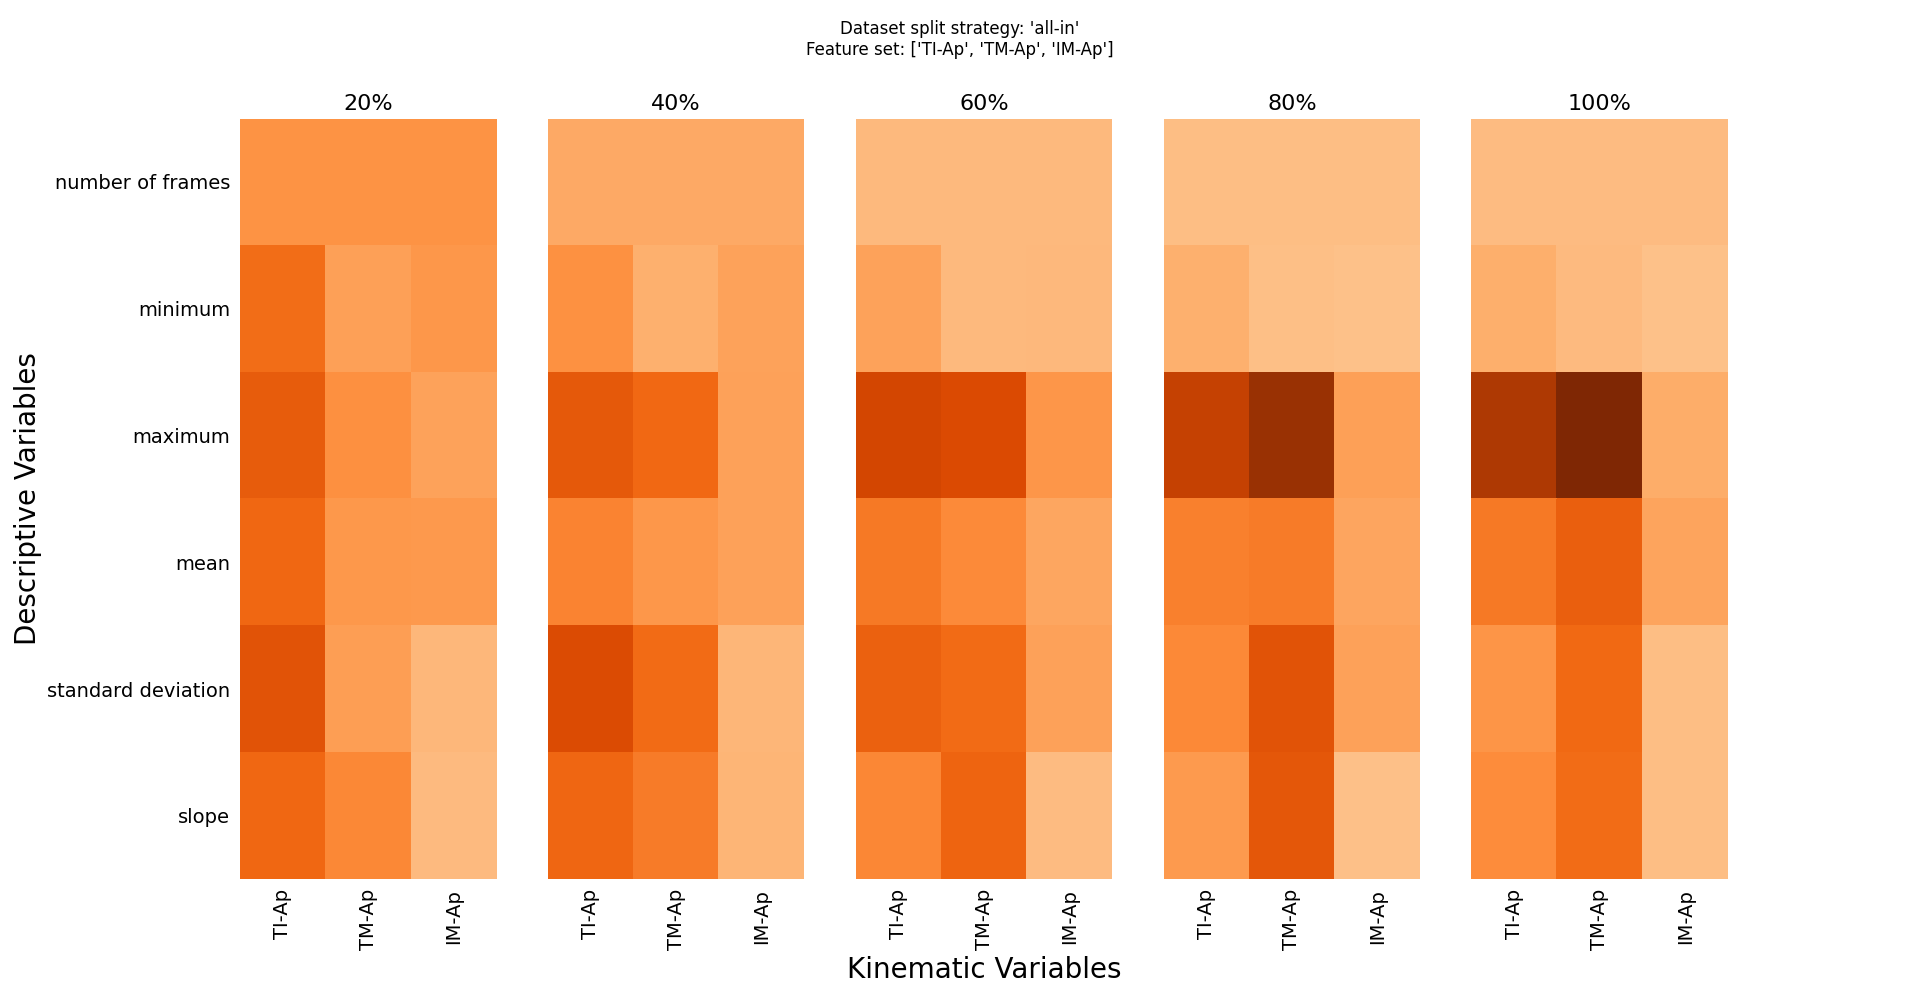 Dataset split strategy: 'all-in'
Feature set: ['TI-Ap', 'TM-Ap', 'IM-Ap']
20% 40% 60% 80% 100%
number of frames
minimum
maximum
mean
standard deviation
slope
Descriptive Variables
TI-Ap TM-Ap IM-Ap TI-Ap TM-Ap IM-Ap TI-Ap TM-Ap IM-Ap TI-Ap TM-Ap IM-Ap TI-Ap TM-Ap IM-Ap
Kinematic Variables